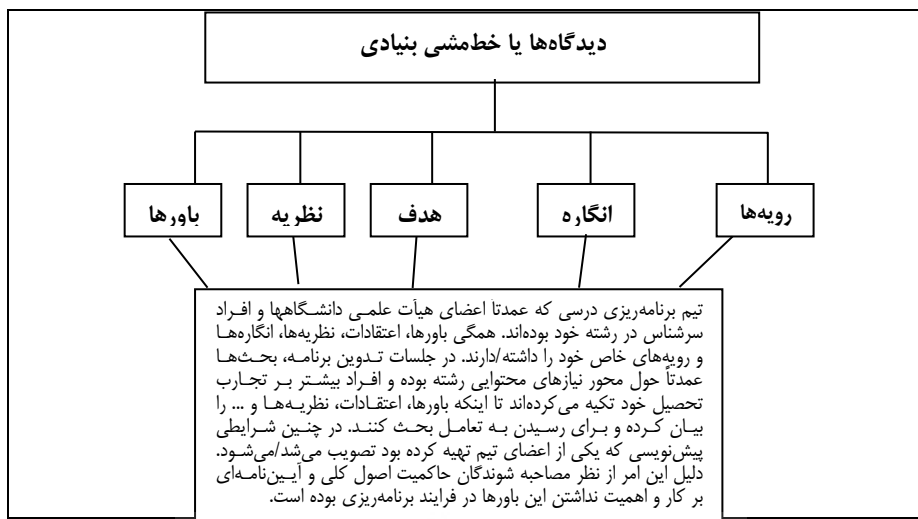 دیدگاه‌ها یا خط‌مشی بنیادی
رویه‌ها
انگاره
هدف
نظریه
باورها
تیم برنامه‌ریزی درسی که عمدتاً اعضای هیأت علمی دانشگاهها و افراد
سرشناس در رشته خود بوده‌اند. همگی باورها، اعتقادات، نظریه‌ها، انگاره‌ها
و رویه‌های خاص خود را داشته/دارند. در جلسات تدوین برنامه، بحث‌ها
عمدتاً حول محور نیازهای محتوایی رشته بوده و افراد بیشتر بر تجارب
تحصیل خود تکیه می‌کرده‌اند تا اینکه باورها، اعتقادات، نظریه‌ها و ... را
بیان کرده و برای رسیدن به تعامل بحث کنند. در چنین شرایطی
پیش‌نویسی که یکی از اعضای تیم تهیه کرده بود تصویب می‌شد/می‌شود.
دلیل این امر از نظر مصاحبه شوندگان حاکمیت اصول کلی و آیین‌نامه‌ای
بر کار و اهمیت نداشتن این باورها در فرایند برنامه‌ریزی بوده است.